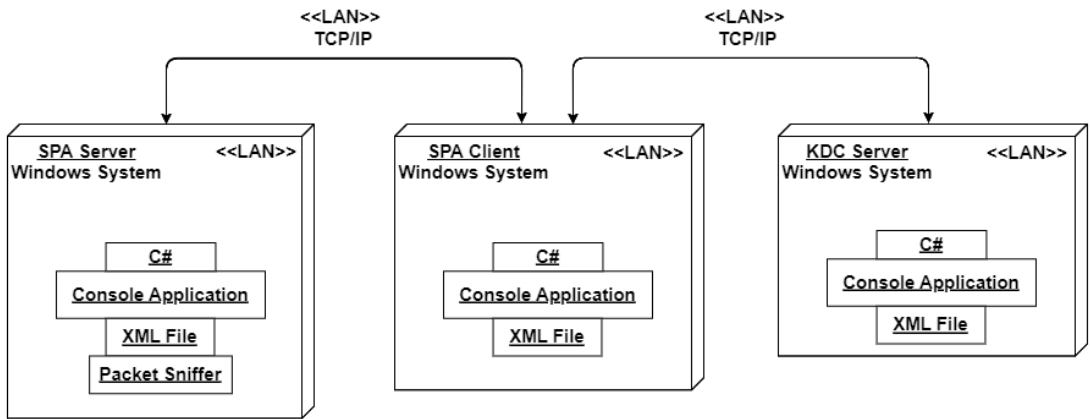 <<LAN>>
TCP/IP
<<LAN>>
TCP/IP
SPA Server <<LAN>>
Windows System
C#
Console Application
XML File
Packet Sniffer
SPA Client <<LAN>>
Windows System
C#
Console Application
XML File
KDC Server <<LAN>>
Windows System
C#
Console Application
XML File